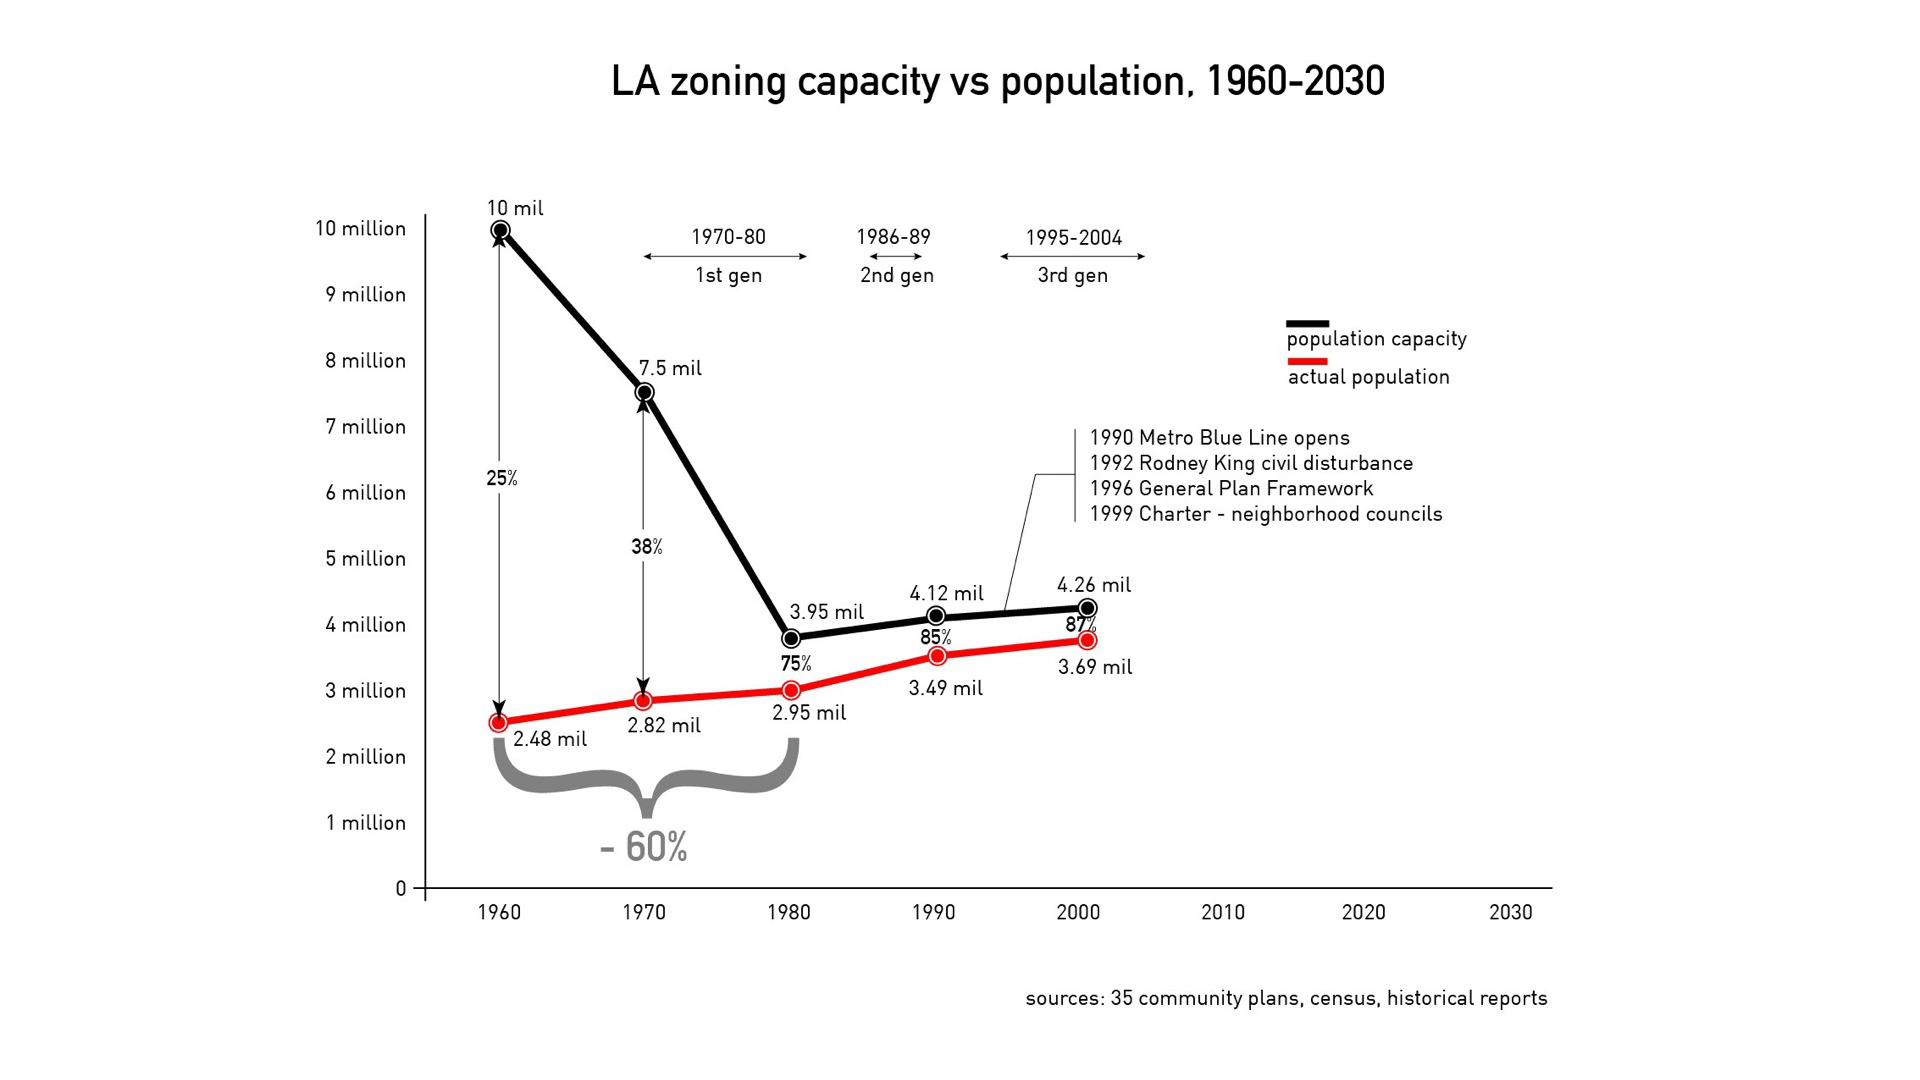 LA zoning capacity vs population, 1960-2030
10 mil
10 million
1970-80
1986-89
1995-2004
1st gen
2nd gen
3rd gen
9 million
population capacity
8 million
7.5 mil
actual population
7 million
1990 Metro Blue Line opens
1992 Rodney King civil disturbance
25%
6 million
1996 General Plan Framework
1999 Charter - neighborhood councils
38%
5 million
4.12 mil
4.26 mil
3.95 mil
4 million
85%
87%
75%
3.69 mil
3 million
3.49 mil
2.95 mil
2.82 mil
2.48 mil
2 million
1 million
- 60%
0
1960
1970
1980
1990
2000
2010
2020
2030
sources: 35 community plans, census, historical reports